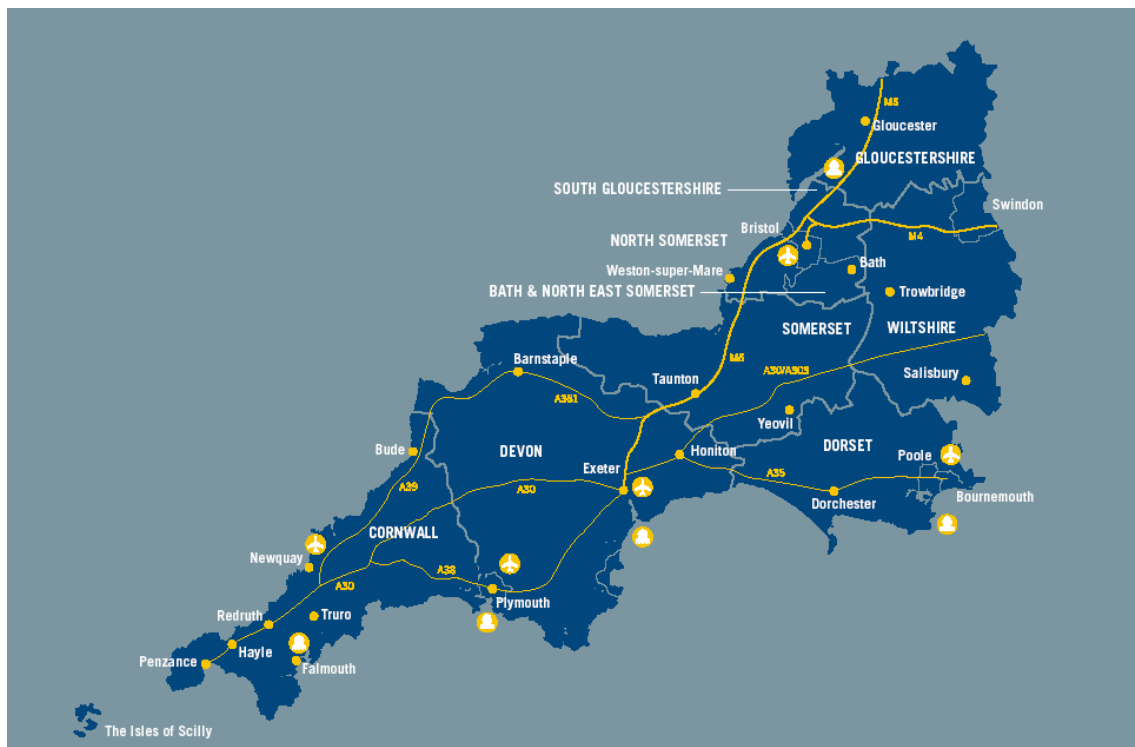 M5
Gloucester
GLOUCESTERSHIRE
SOUTH GLOUCESTERSHIRE
Swindon
Bristol
M4
NORTH SOMERSET
Bath
Weston-super-Mare
BATH & NORTH EAST SOMERSET
Trowbridge
SOMERSET
WILTSHIRE
M5
Barnstaple
A30/A303
Salisbury
Taunton
A361
Yeovil
DORSET
Bude
DEVON
Honiton
Poole
Exeter
A35
A39
A30
Dorchester
Bournemouth
CORNWALL
Newquay
A38
A30
Plymouth
Redruth
Truro
Hayle
Penzance
Falmouth
The Isles of Scilly